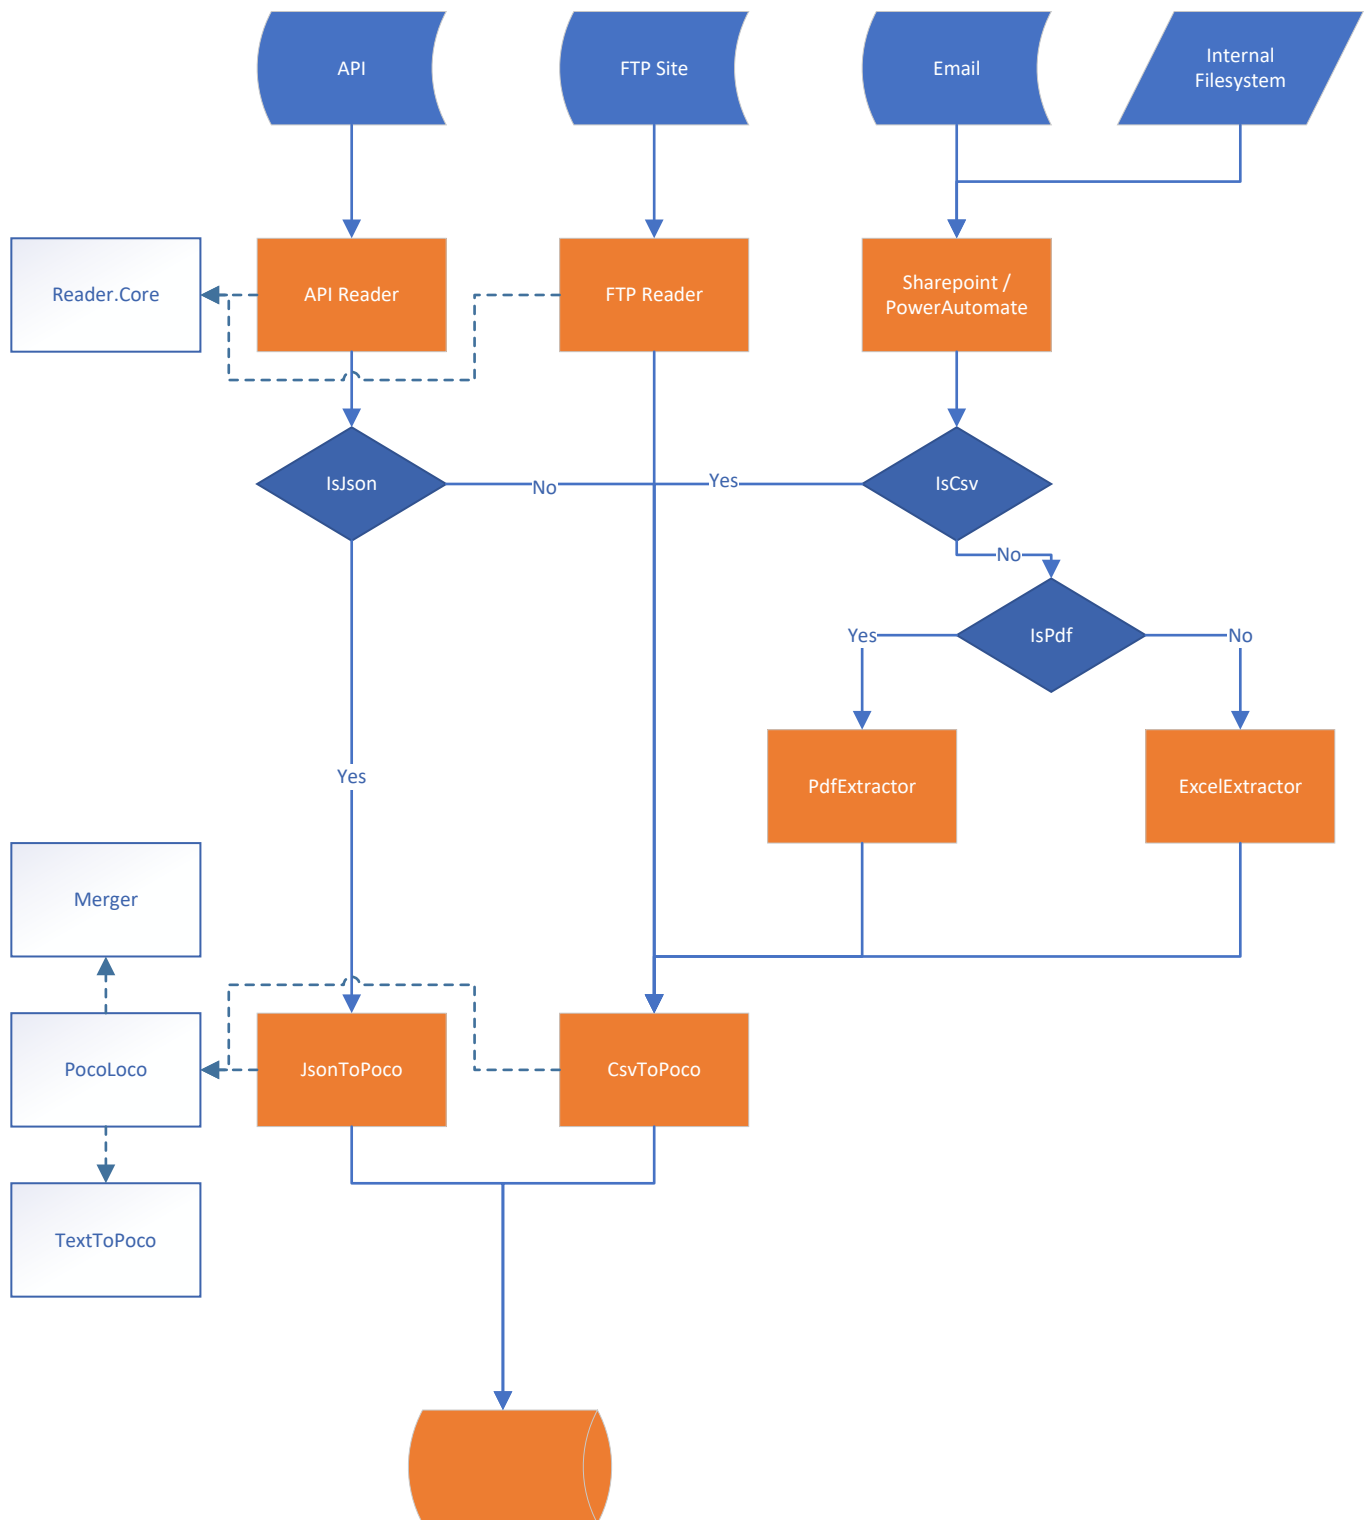 API
FTP Site
Email
Internal
Filesystem
Reader.Core
API Reader
FTP Reader
Sharepoint /
PowerAutomate
IsJson
No
Yes
IsCsv
No
Yes
IsPdf
No
Yes
PdfExtractor
ExcelExtractor
Merger
PocoLoco
JsonToPoco
CsvToPoco
TextToPoco